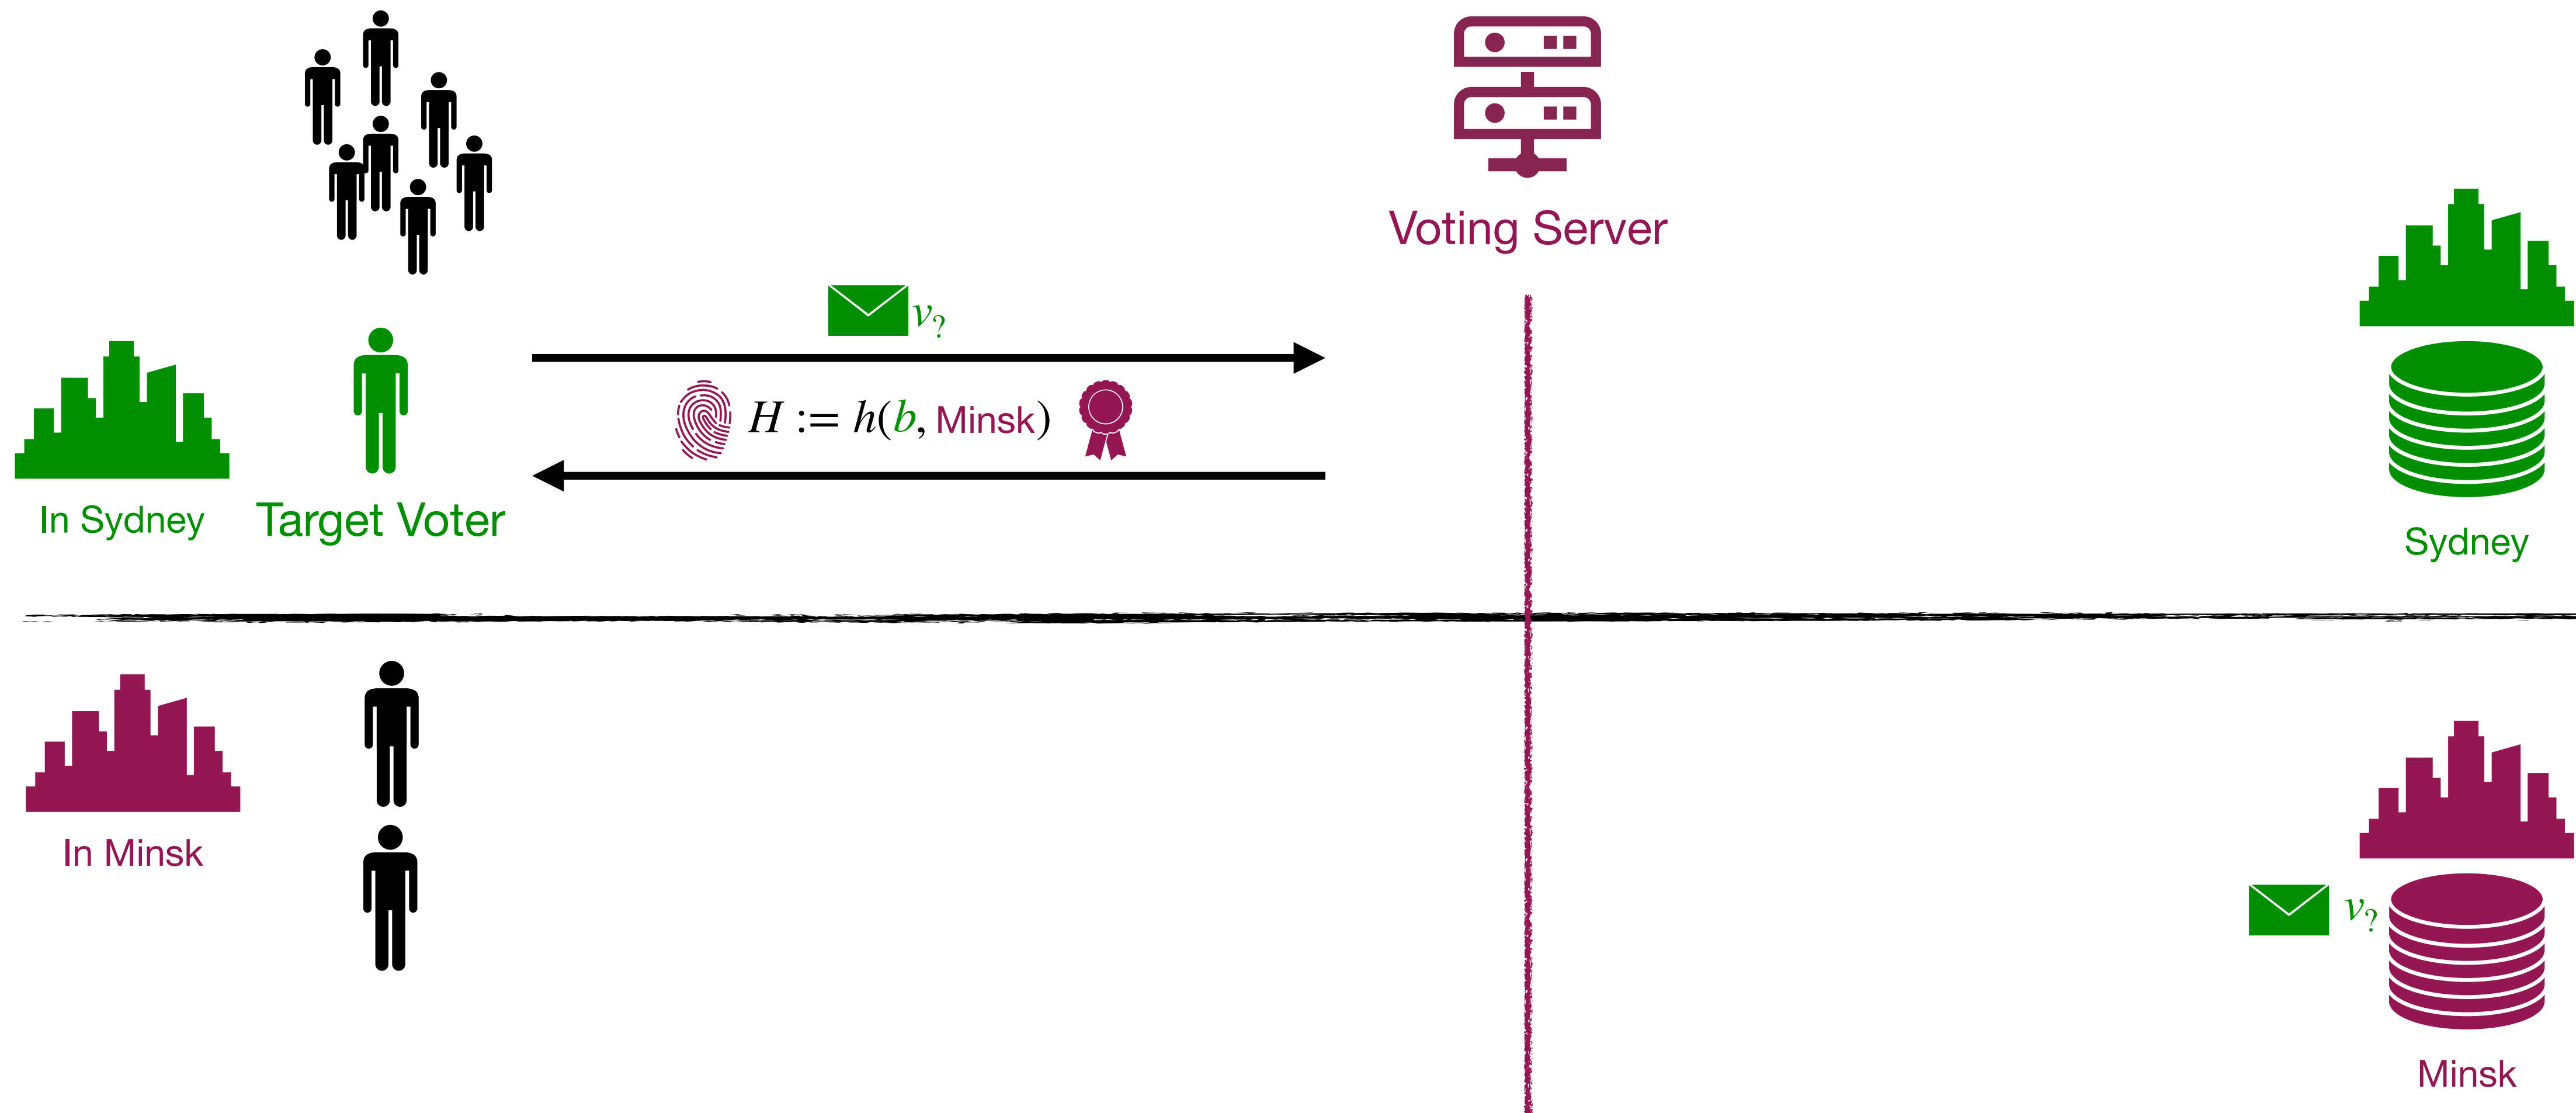 Voting Server
v?
H := h(b, Minsk)
In Sydney
Target Voter
Sydney
In Minsk
v?
Minsk